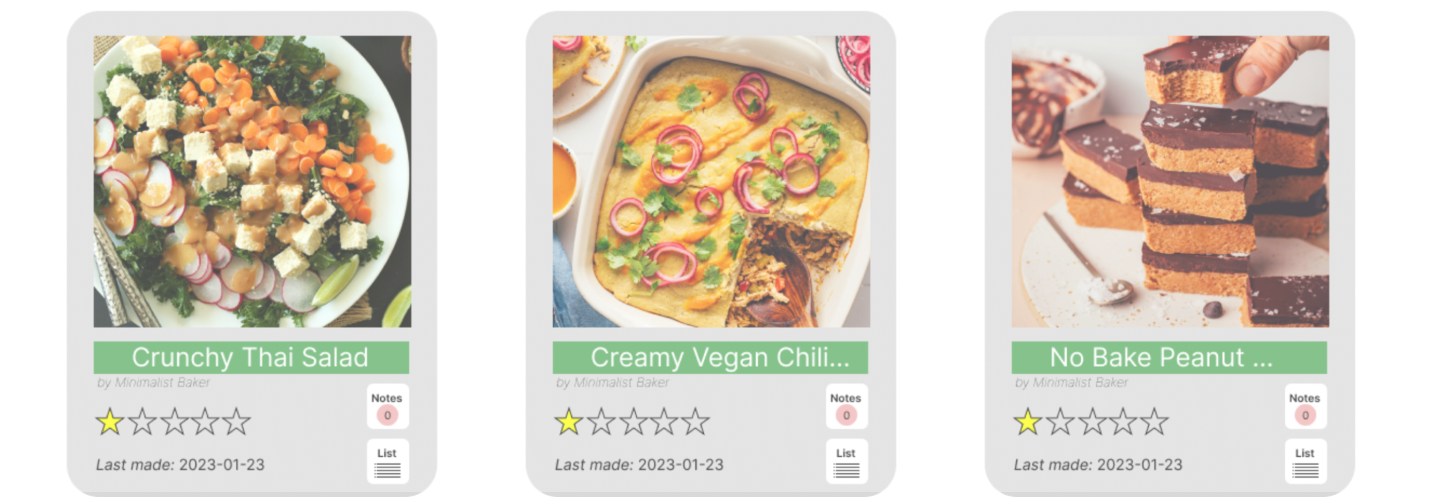 Crunchy Thai Salad
by Minimalist Baker
Notes
0
Last made: 2023-01-23
List
Creamy Vegan Chili...
by Minimalist Baker
Notes
0
Last made: 2023-01-23
List
No Bake Peanut ...
by Minimalist Baker
Notes
0
Last made: 2023-01-23
List